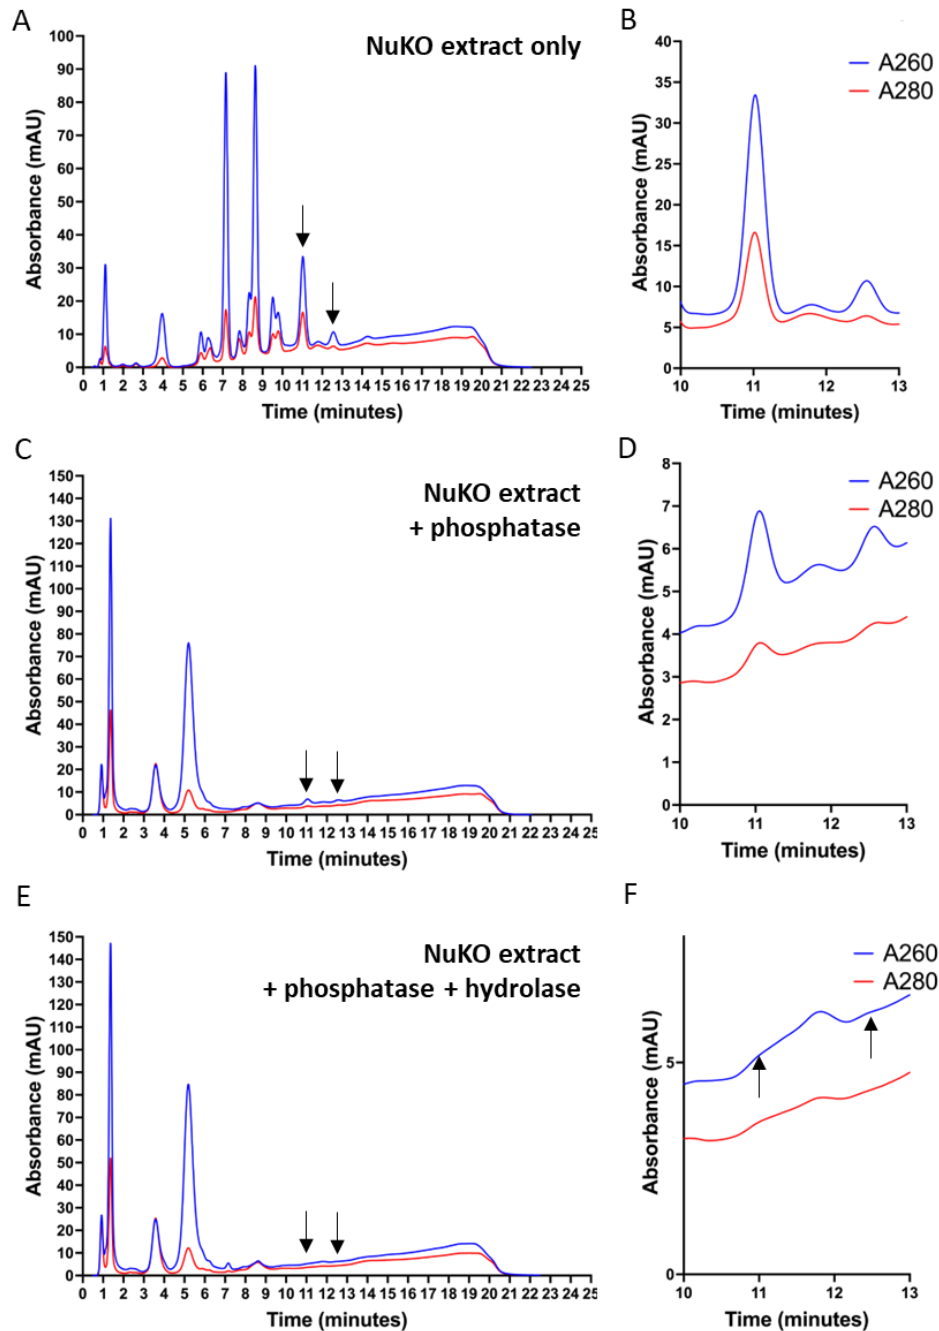 A
NuKO extract only
Absorbance (mAU)
100
90
80
70
60
50
40
30
20
10
0
0 1 2 3 4 5 6 7 8 9 10 11 12 13 14 15 16 17 18 19 20 21 22 23 24 25
Time (minutes)
B
A260
A280
Absorbance (mAU)
40
35
30
25
20
15
10
5
0
10 11 12 13
Time (minutes)
C
NuKO extract
+ phosphatase
Absorbance (mAU)
150
140
130
120
110
100
90
80
70
60
50
40
30
20
10
0
0 1 2 3 4 5 6 7 8 9 10 11 12 13 14 15 16 17 18 19 20 21 22 23 24 25
Time (minutes)
D
A260
A280
Absorbance (mAU)
8
7
6
5
4
3
2
1
0
10 11 12 13
Time (minutes)
E
NuKO extract
+ phosphatase + hydrolase
Absorbance (mAU)
150
140
130
120
110
100
90
80
70
60
50
40
30
20
10
0
0 1 2 3 4 5 6 7 8 9 10 11 12 13 14 15 16 17 18 19 20 21 22 23 24 25
Time (minutes)
F
A260
A280
Absorbance (mAU)
5
0
10 11 12 13
Time (minutes)